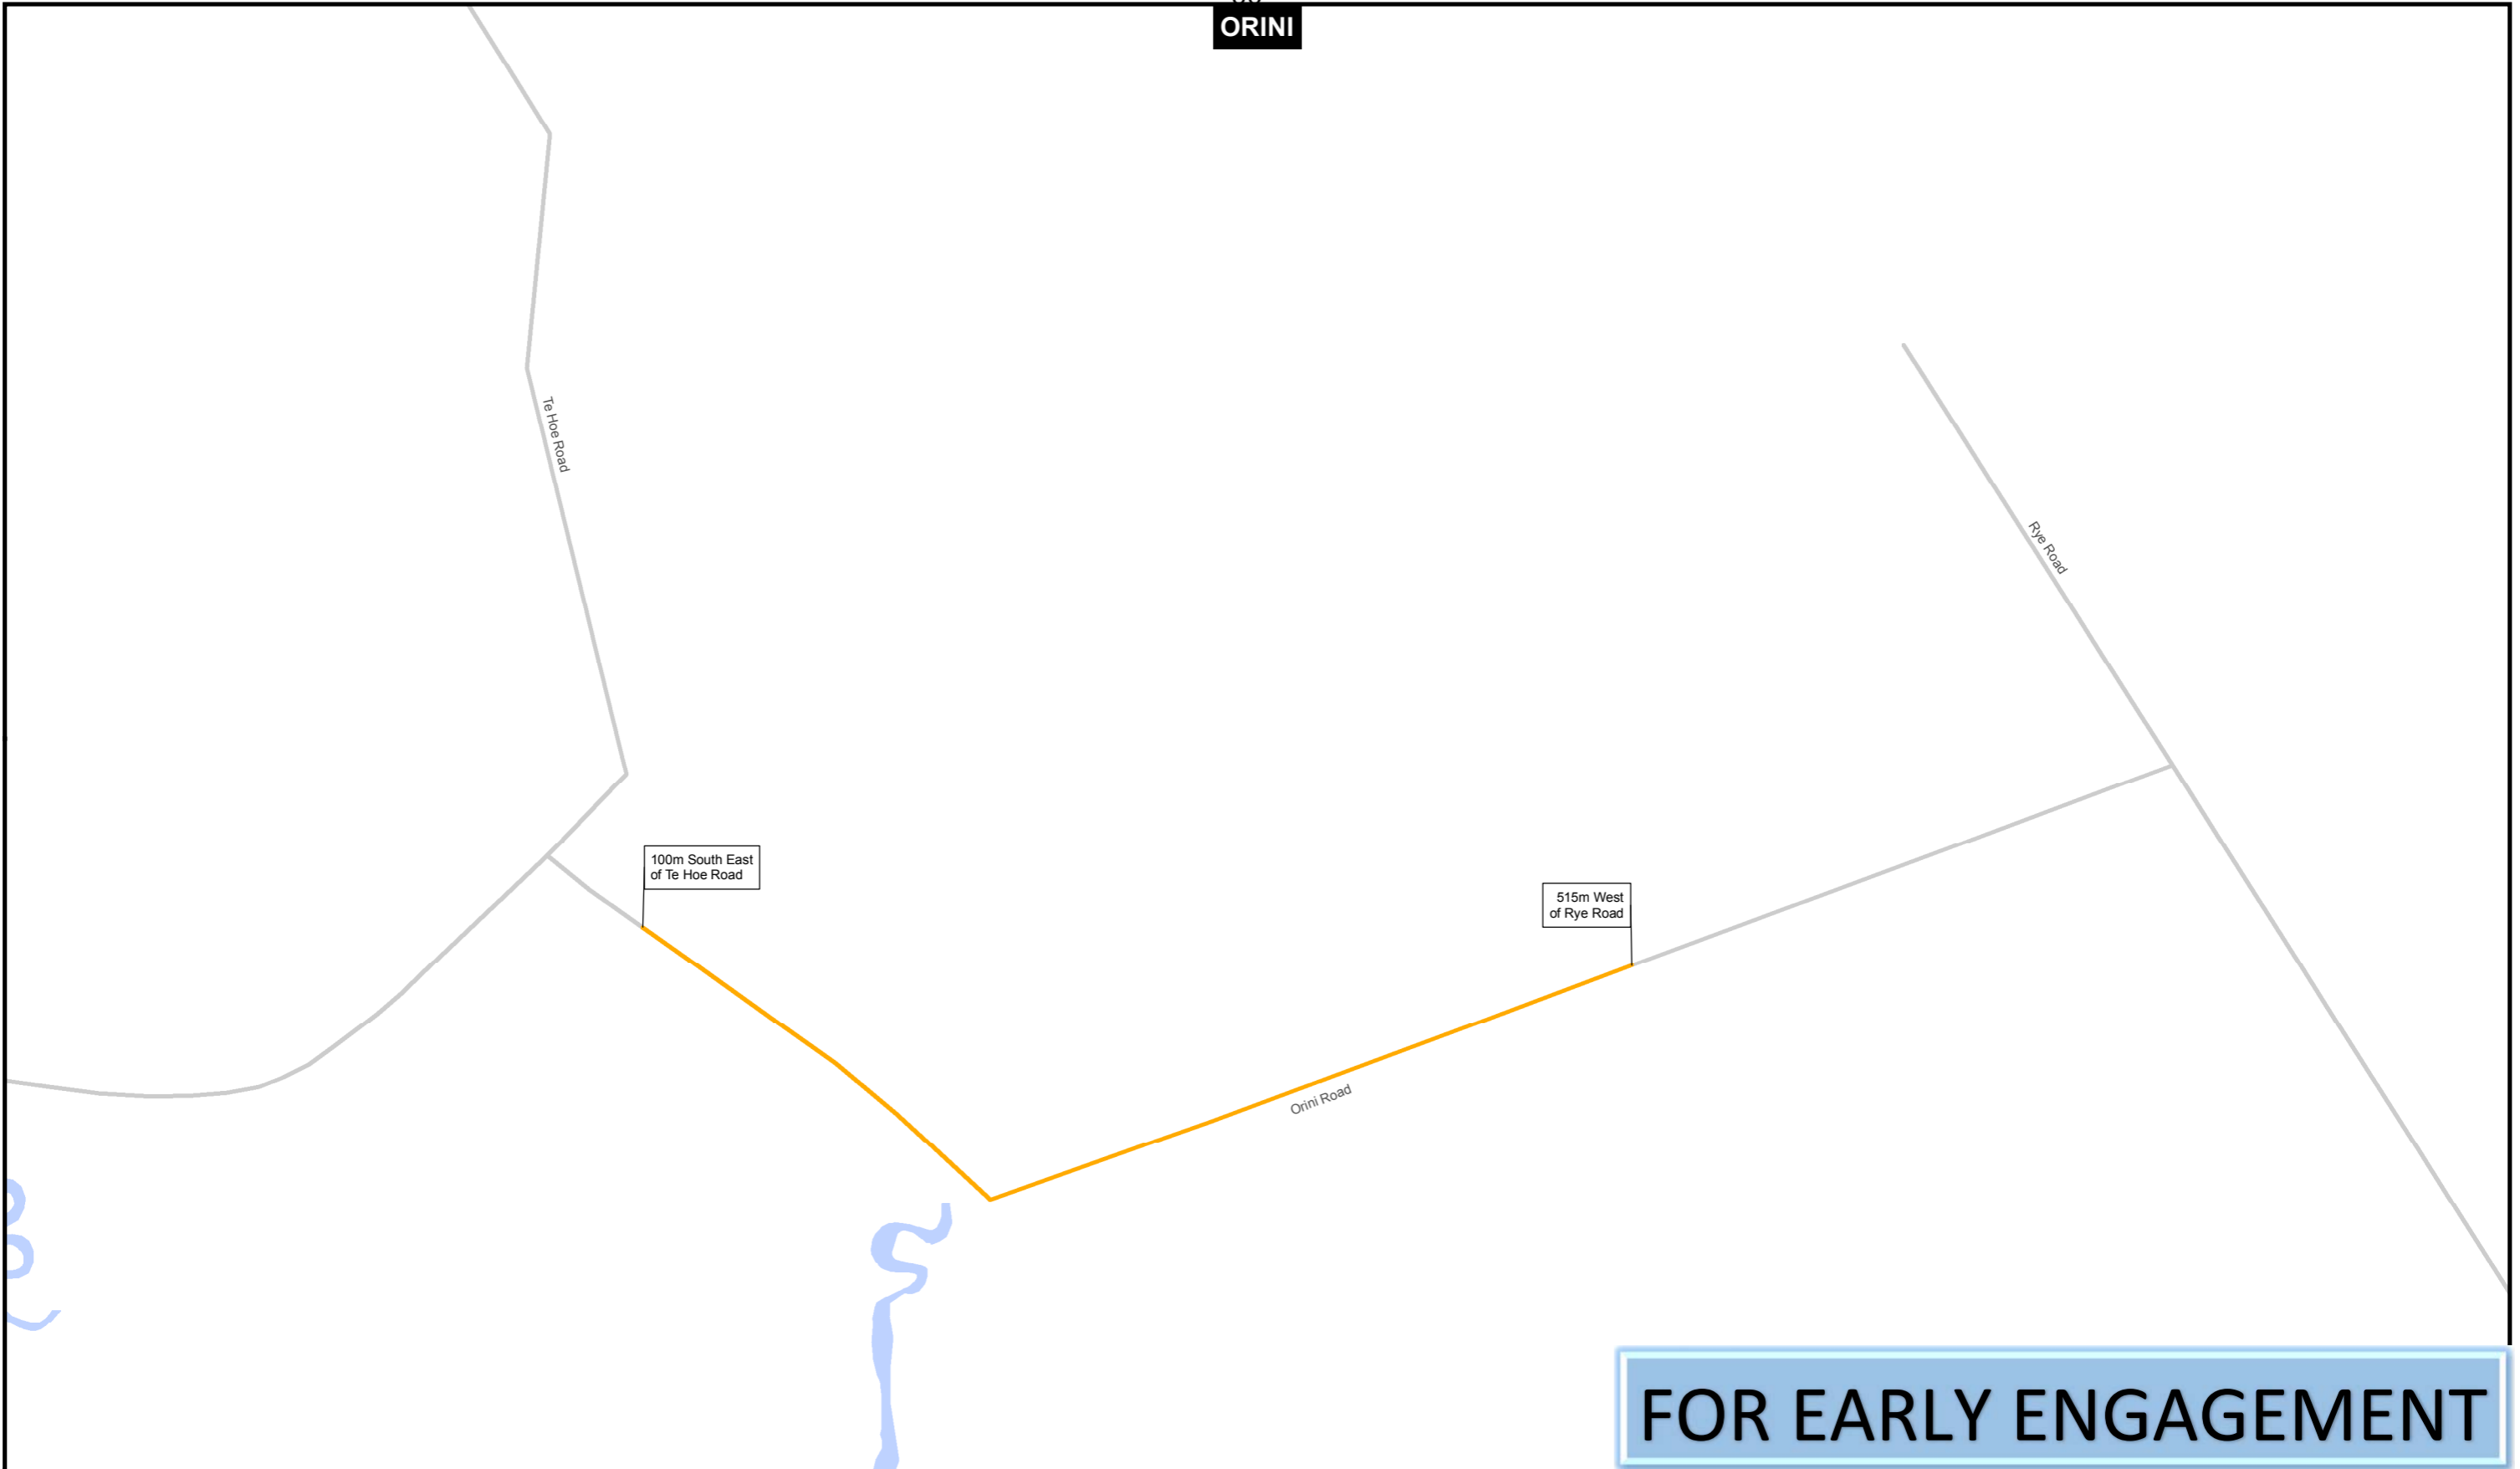 ORINI
Te Hoe Road
Rye Road
100m South East
of Te Hoe Road
515m West
of Rye Road
Orini Road
FOR EARLY ENGAGEMENT